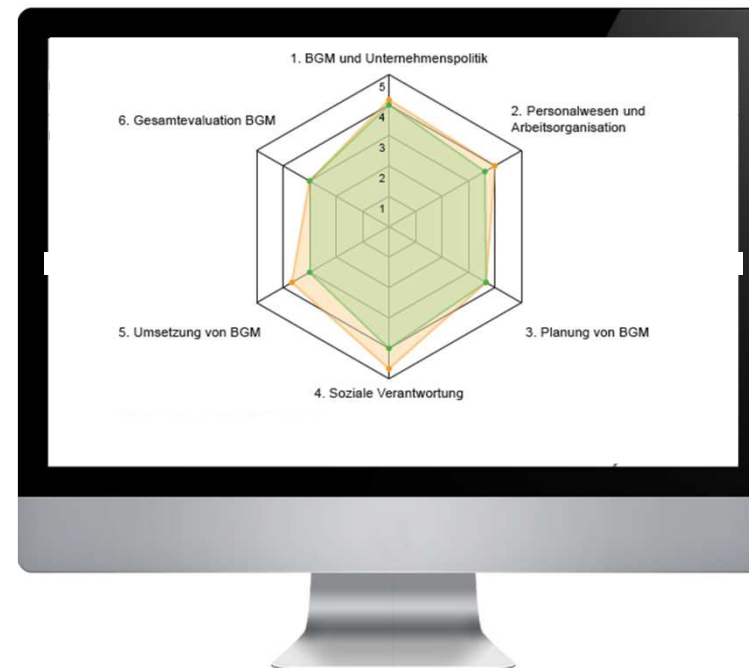 1. BGM und Unternehmenspolitik
2. Personalwesen und
Arbeitsorganisation
6. Gesamtevaluation BGM
5
4
3
2
1
5. Umsetzung von BGM
3. Planung von BGM
4. Soziale Verantwortung